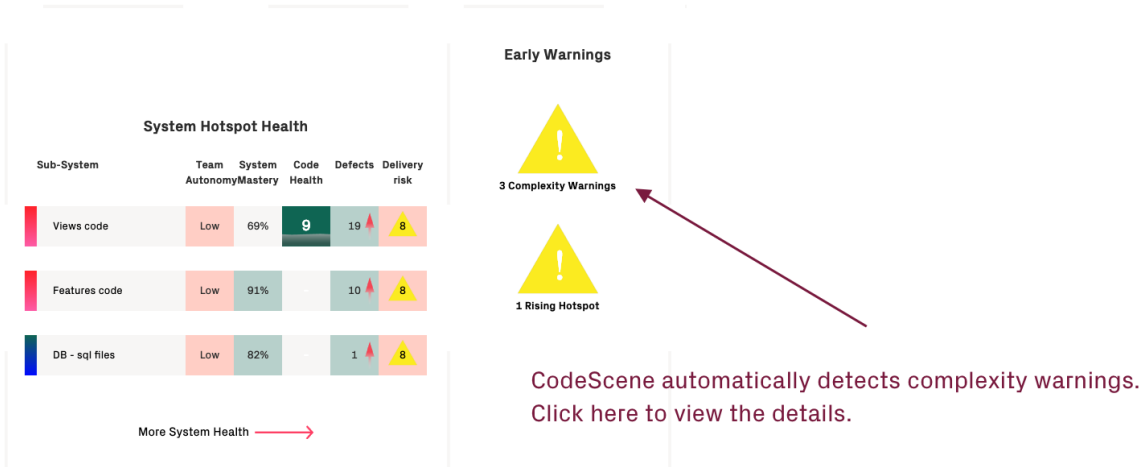 System Hotspot Health
Sub-System Team Autonomy System Mastery Code Health Defects Delivery risk
Views code Low 69% 9 19 8
Features code Low 91% - 10 8
DB - sql files Low 82% - 1 8
More System Health
Early Warnings
3 Complexity Warnings
1 Rising Hotspot
CodeScene automatically detects complexity warnings.
Click here to view the details.